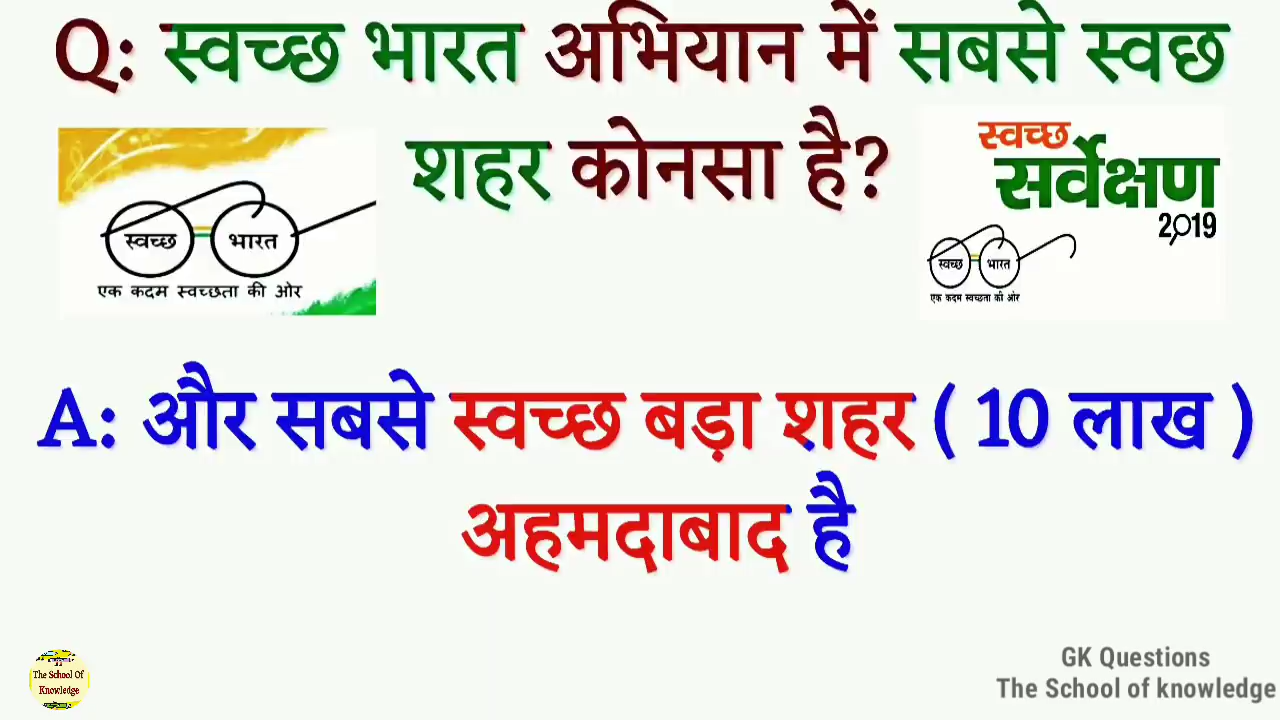 Q: स्वच्छ भारत अभियान में सबसे स्वछ
शहर कोनसा है?
स्वच्छ भारत
एक कदम स्वच्छता की ओर
स्वच्छ
सर्वेक्षण
2019
स्वच्छ भारत
एक कदम स्वच्छता की ओर
A: और सबसे स्वच्छ बड़ा शहर ( 10 लाख )
अहमदाबाद है
The School Of
Knowledge
GK Questions
The School of knowledge